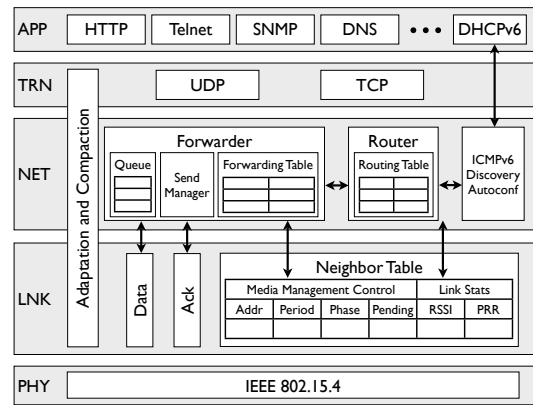 APP
HTTP
Telnet
SNMP
DNS
•••
DHCPv6
TRN
UDP
TCP
Adaptation and Compaction
NET
Forwarder
Queue
Send
Manager
Forwarding Table
Router
Routing Table
ICMPv6
Discovery
Autoconf
LNK
Data
Ack
Neighbor Table
Media Management Control
Link Stats
Addr
Period
Phase
Pending
RSSI
PRR
PHY
IEEE 802.15.4